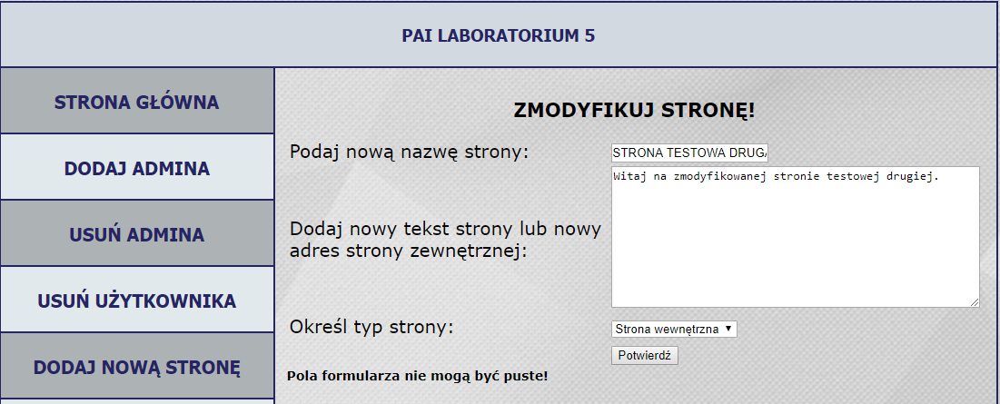 PAI LABORATORIUM 5
STRONA GŁÓWNA
DODAJ ADMINA
USUŃ ADMINA
USUŃ UŻYTKOWNIKA
DODAJ NOWĄ STRONĘ
ZMODYFIKUJ STRONĘ!
Podaj nową nazwę strony:
STRONA TESTOWA DRUGA
Witaj na zmodyfikowanej stronie testowej drugiej.
Dodaj nowy tekst strony lub nowy
adres strony zewnętrznej:
Określ typ strony:
Strona wewnętrzna
Potwierdź
Pola formularza nie mogą być puste!